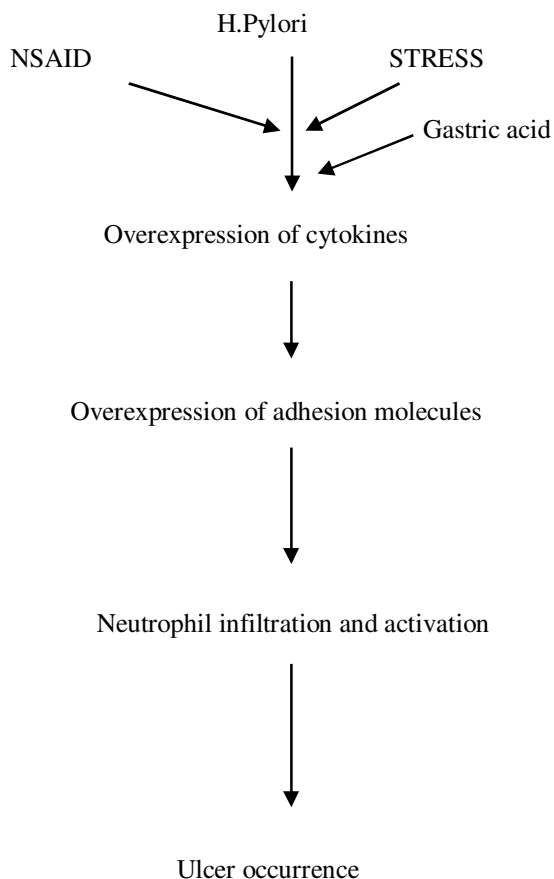 H.Pylori
NSAID
STRESS
Gastric acid
Overexpression of cytokines
Overexpression of adhesion molecules
Neutrophil infiltration and activation
Ulcer occurrence